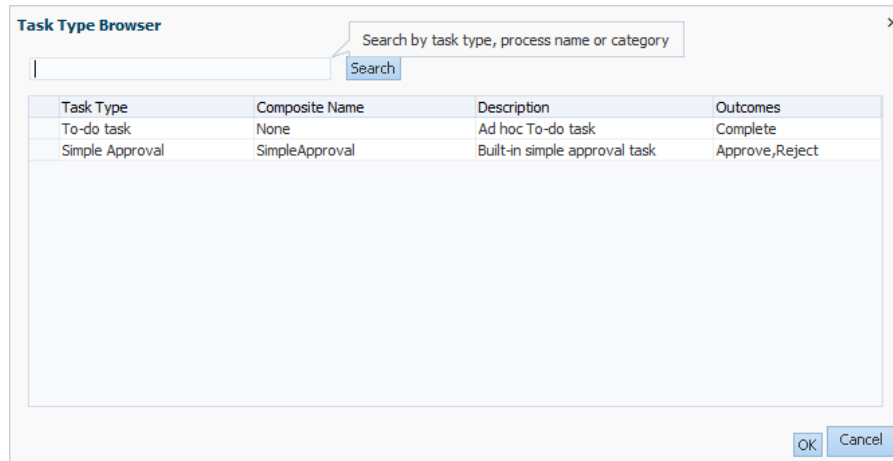 Task Type Browser
Search by task type, process name or category
Search
Task Type Composite Name Description Outcomes
To-do task None Ad hoc To-do task Complete
Simple Approval SimpleApproval Built-in simple approval task Approve,Reject
OK Cancel